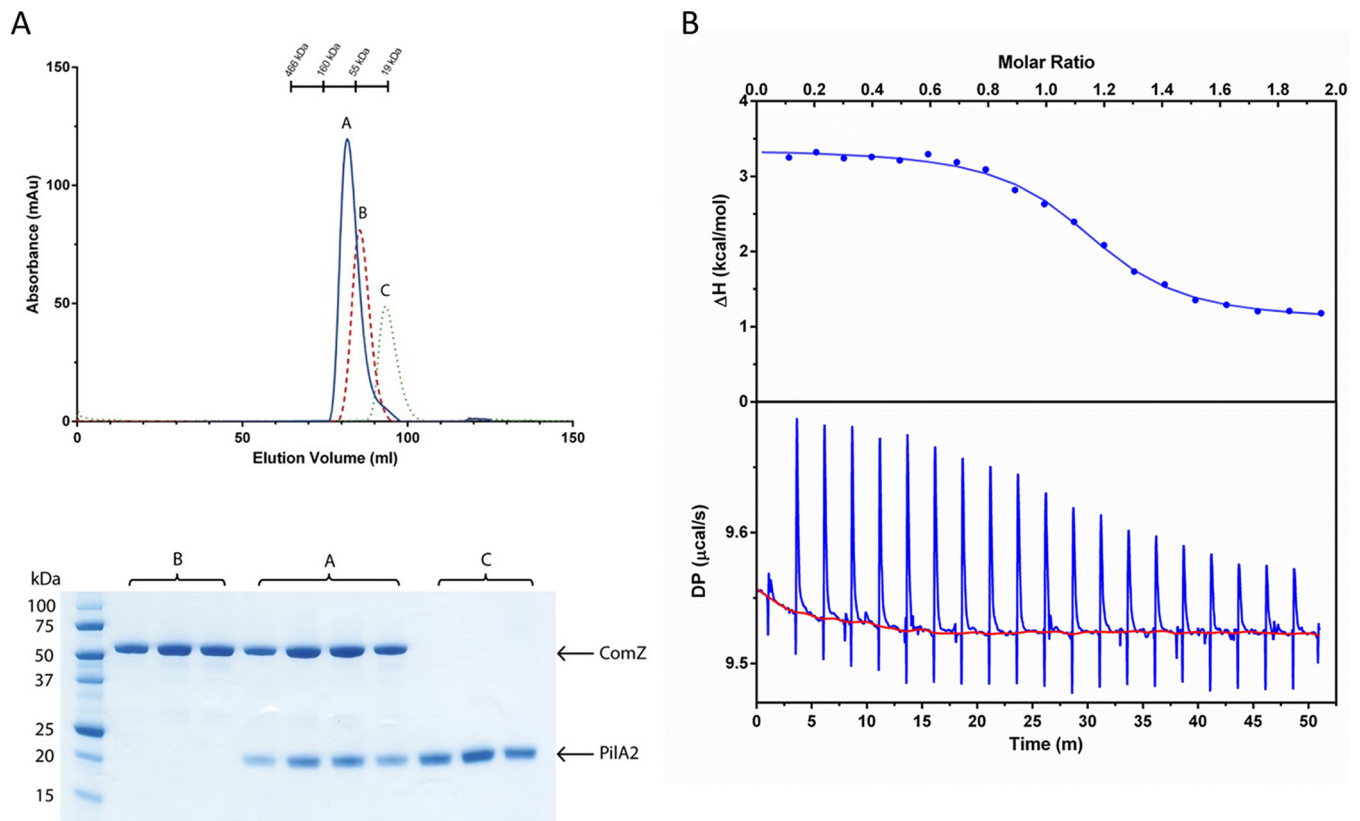 A
466 kDa
160 kDa
55 kDa
19 kDa
150
100
50
0
Absorbance (mAu)
A
B
C
0
50
100
150
Elution Volume (ml)
kDa
100
75
50
37
25
20
15
B
A
C
ComZ
PilA2
B
Molar Ratio
0.0 0.2 0.4 0.6 0.8 1.0 1.2 1.4 1.6 1.8 2.0
4
3
2
1
0
ΔH (kcal/mol)
9.6
9.5
DP (µcal/s)
0 5 10 15 20 25 30 35 40 45 50
Time (m)